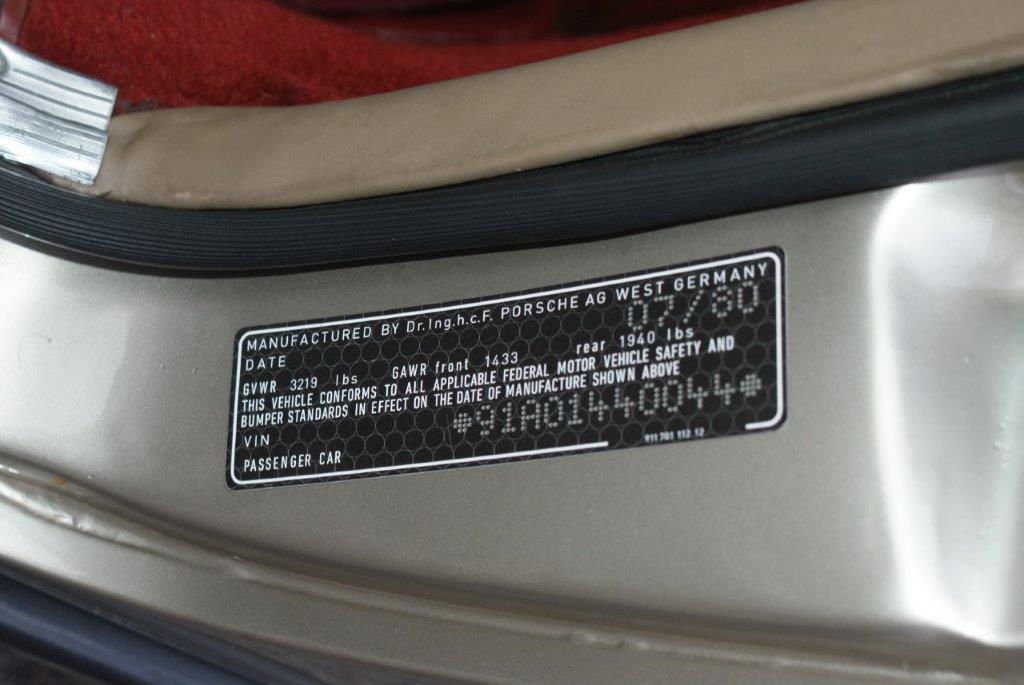 MANUFACTURED BY Dr.Ing.h.c.F. PORSCHE AG WEST GERMANY
DATE 07/80
GVWR 3219 lbs GAWR front 1433 rear 1940 lbs
THIS VEHICLE CONFORMS TO ALL APPLICABLE FEDERAL MOTOR VEHICLE SAFETY AND
BUMPER STANDARDS IN EFFECT ON THE DATE OF MANUFACTURE SHOWN ABOVE
VIN *91A01440044*
PASSENGER CAR 911 701 113 12